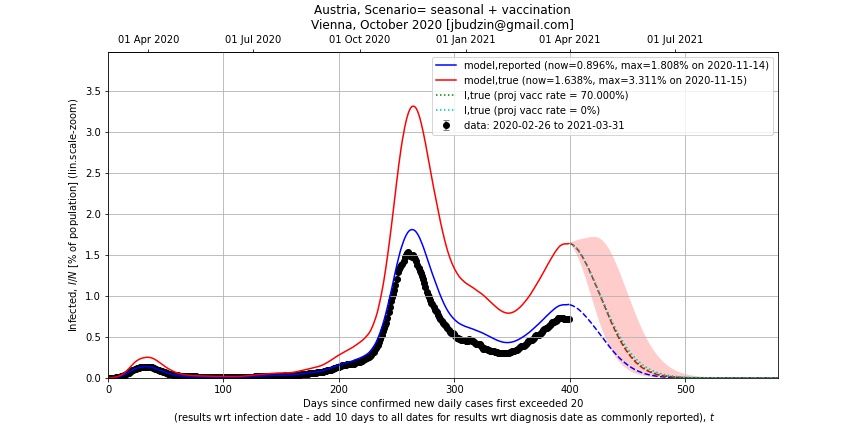 Austria, Scenario= seasonal + vaccination
Vienna, October 2020 [jbudzin@gmail.com]
01 Apr 2020 01 Jul 2020 01 Oct 2020 01 Jan 2021 01 Apr 2021 01 Jul 2021
model,reported (now=0.896%, max=1.808% on 2020-11-14)
model,true (now=1.638%, max=3.311% on 2020-11-15)
I,true (proj vacc rate = 70.000%)
I,true (proj vacc rate = 0%)
data: 2020-02-26 to 2021-03-31
Infected, I/N [% of population] (lin.scale-zoom)
3.5
3.0
2.5
2.0
1.5
1.0
0.5
0.0
0 100 200 300 400 500
Days since confirmed new daily cases first exceeded 20
(results wrt infection date - add 10 days to all dates for results wrt diagnosis date as commonly reported), t